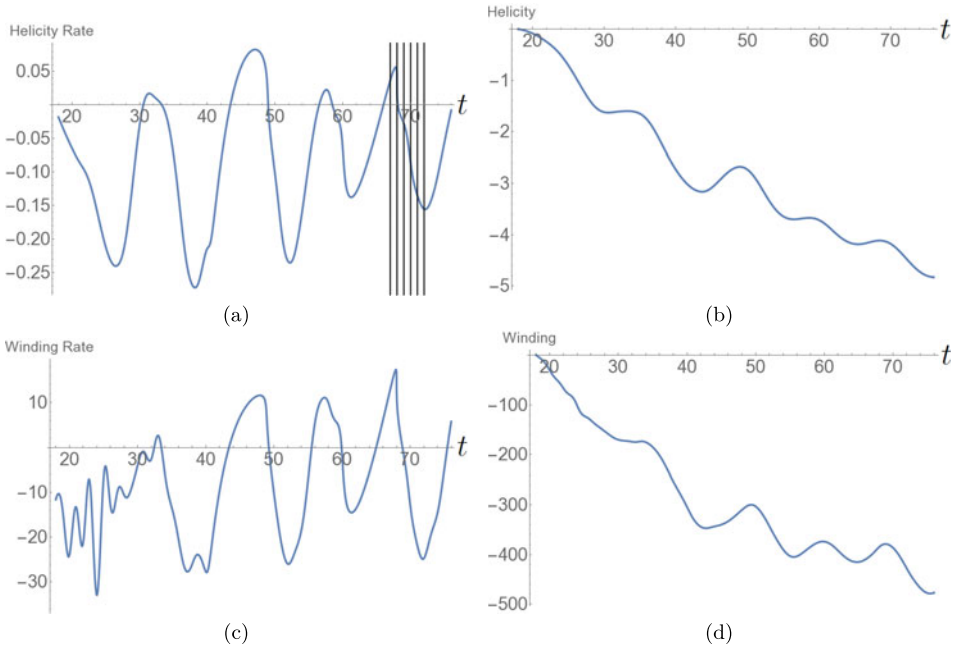 Helicity Rate
0.05
20 30 40 50 60 70 t
−0.05
−0.10
−0.15
−0.20
−0.25
(a)
Helicity
20 30 40 50 60 70 t
−1
−2
−3
−4
−5
(b)
Winding Rate
10
20 30 40 50 60 70 t
−10
−20
−30
(c)
Winding
20 30 40 50 60 70 t
−100
−200
−300
−400
−500
(d)